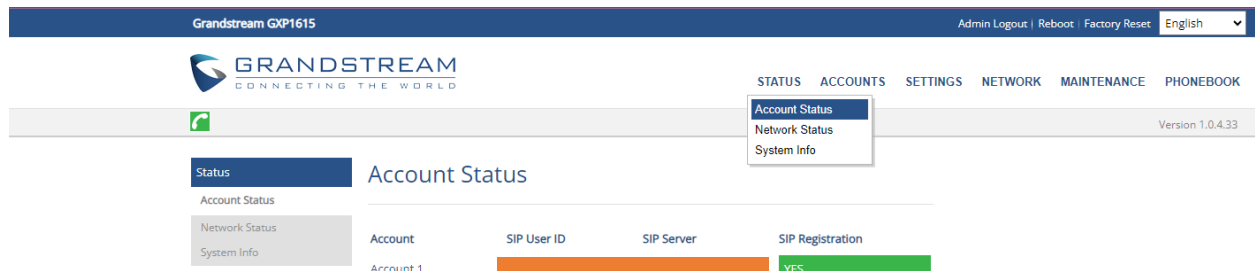 Grandstream GXP1615
Admin Logout | Reboot | Factory Reset English
GRANDSTREAM
CONNECTING THE WORLD
STATUS ACCOUNTS SETTINGS NETWORK MAINTENANCE PHONEBOOK
Account Status
Network Status
System Info
Version 1.0.4.33
Status
Account Status
Network Status
System Info
Account Status
Account SIP User ID SIP Server SIP Registration
Account 1 YES